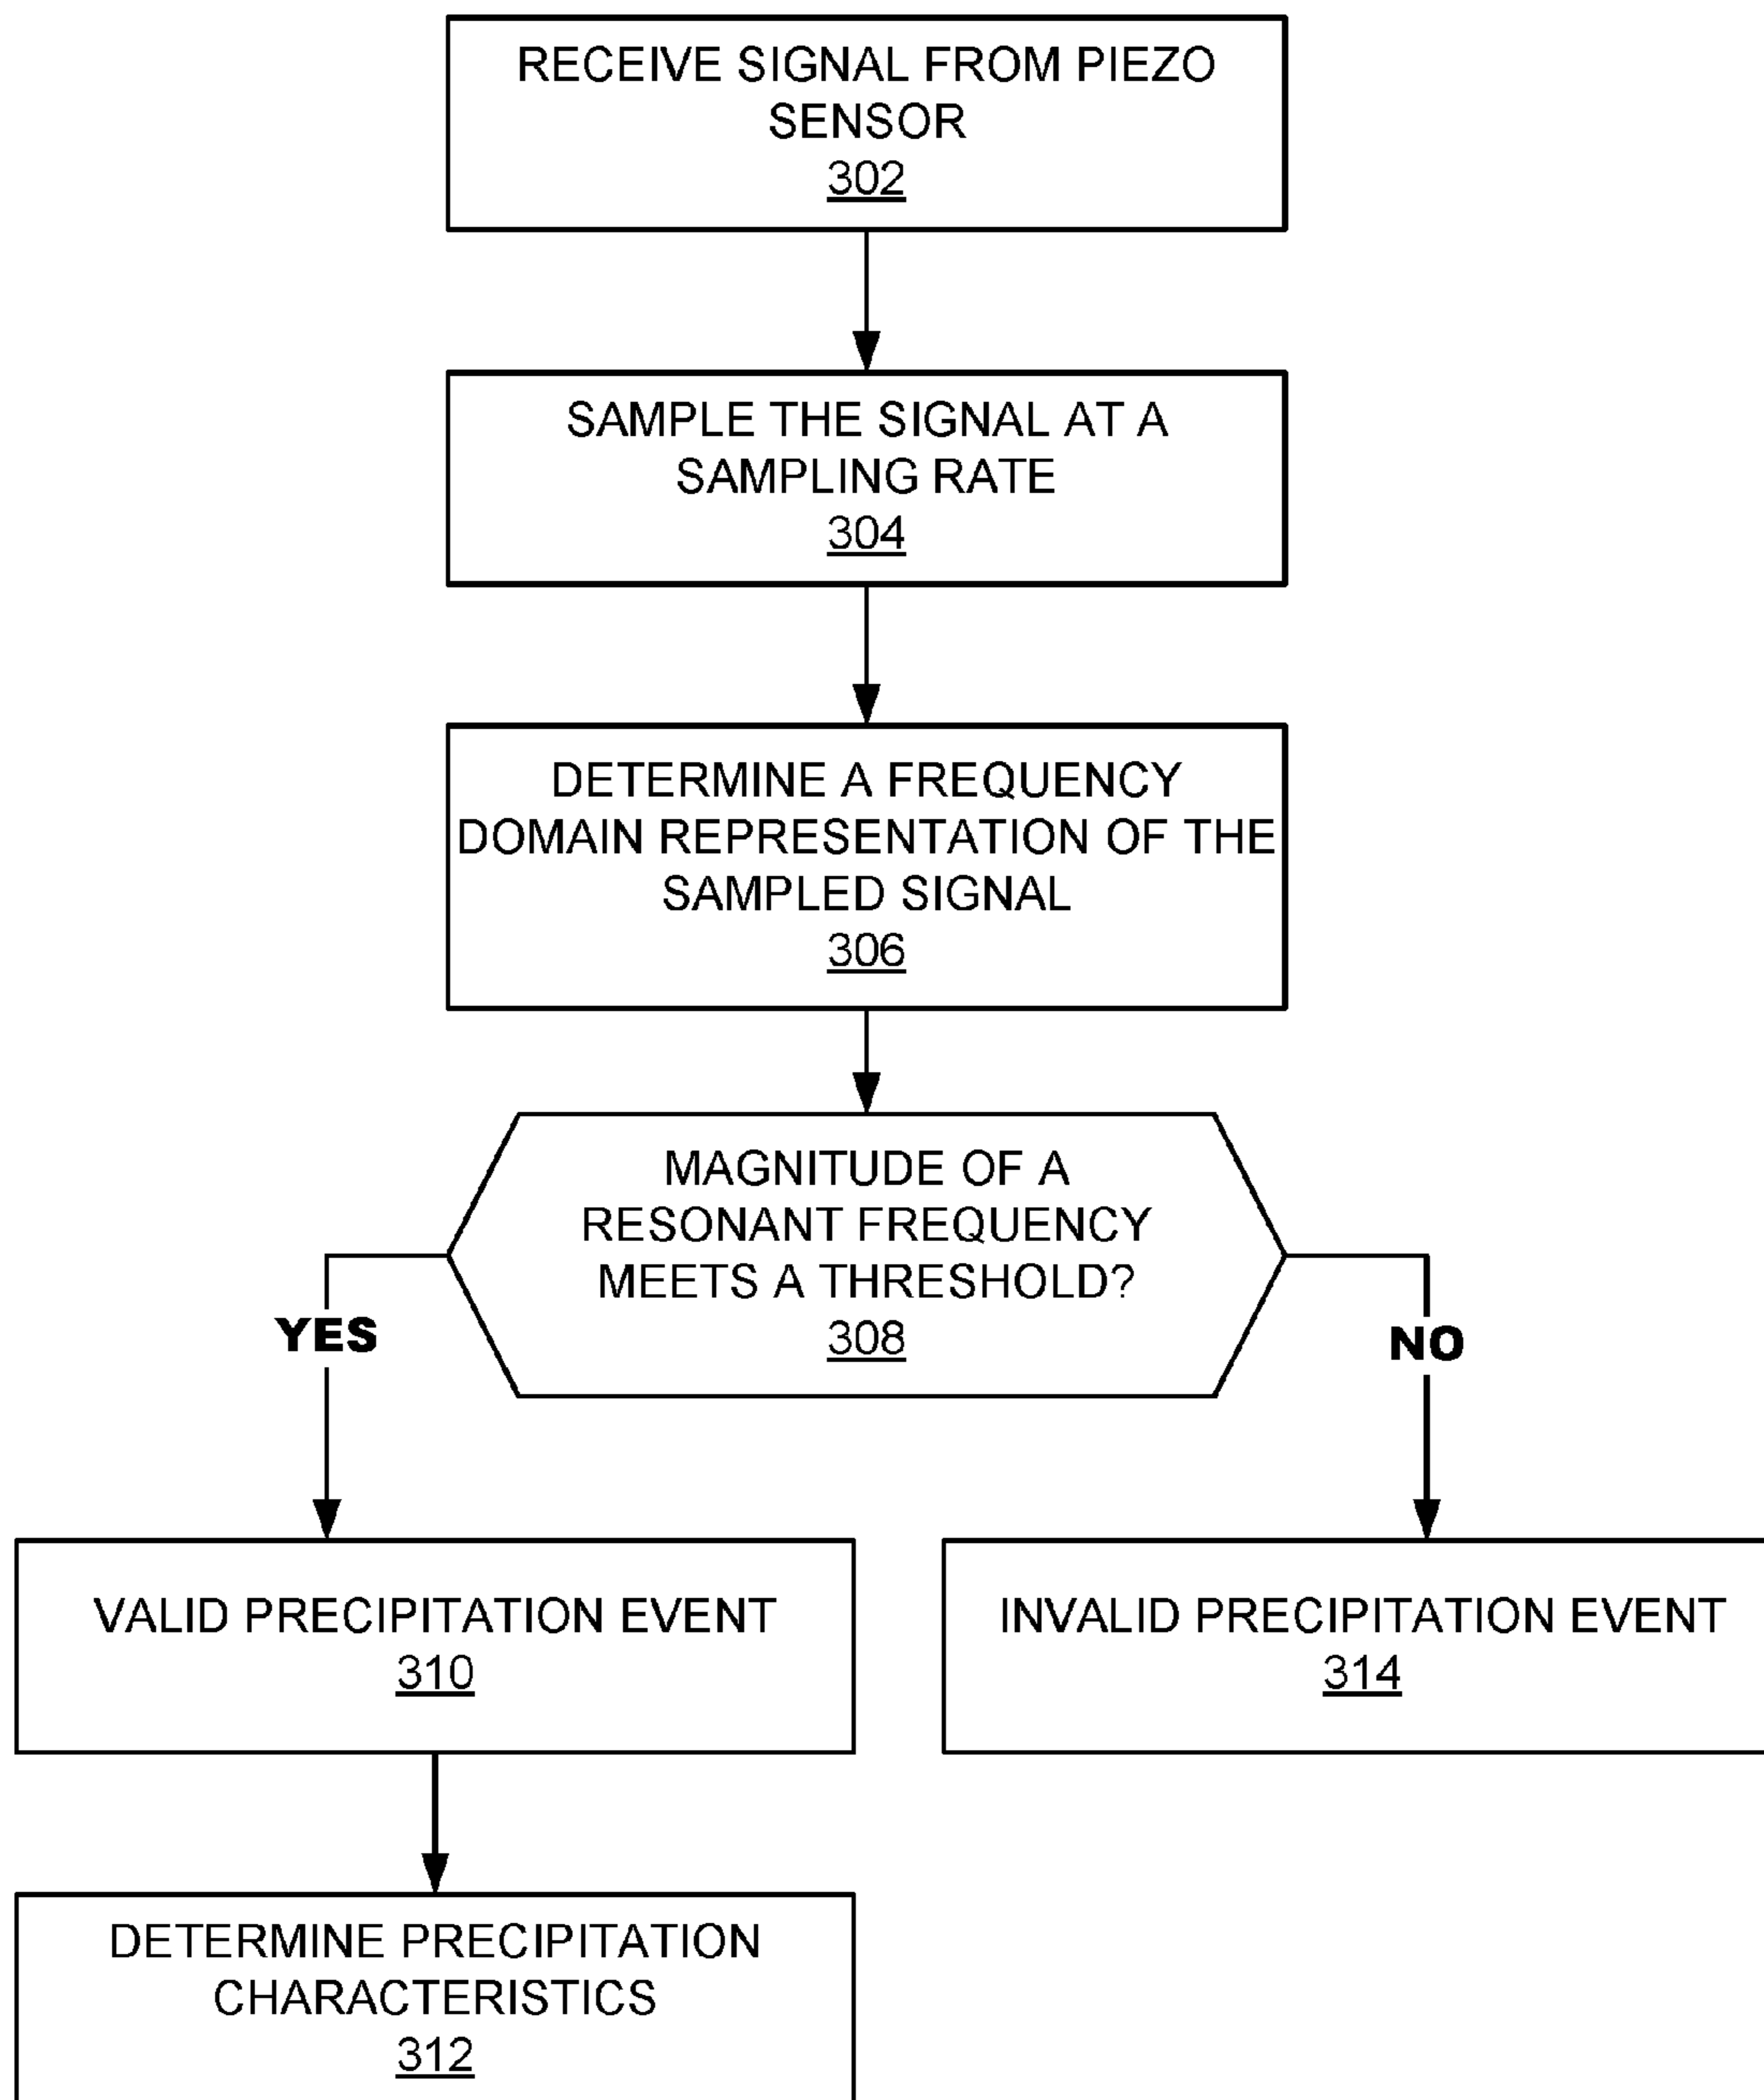 RECEIVE SIGNAL FROM PIEZO
SENSOR
302
SAMPLE THE SIGNAL AT A
SAMPLING RATE
304
DETERMINE A FREQUENCY
DOMAIN REPRESENTATION OF THE
SAMPLED SIGNAL
306
MAGNITUDE OF A
RESONANT FREQUENCY
MEETS A THRESHOLD?
308
YES
NO
VALID PRECIPITATION EVENT
310
INVALID PRECIPITATION EVENT
314
DETERMINE PRECIPITATION
CHARACTERISTICS
312